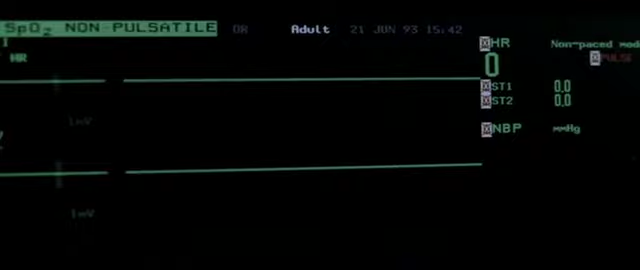 SpO₂ NON-PULSATILE OR Adult 21 JUN 93 15:42
I
HR
HR Non-paced mod
0 PULSE
ST1 0.0
ST2 0.0
1mV
NBP mmHg
1mV